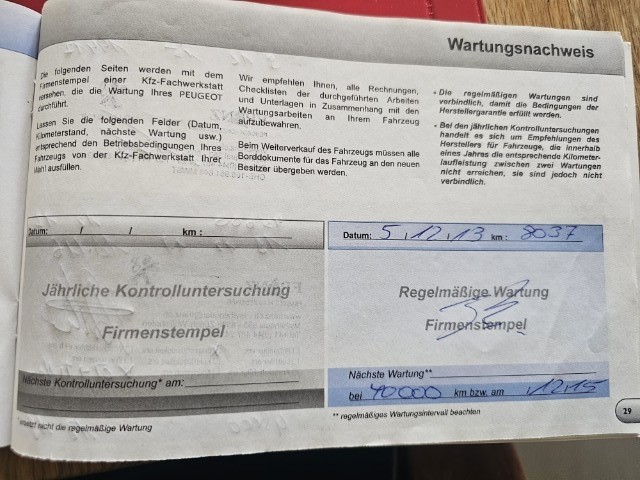 Wartungsnachweis
folgenden Seiten werden mit dem
Firmenstempel einer Kfz-Fachwerkstatt
versehen, die die Wartung Ihres PEUGEOT
durchführt.
Lassen Sie die folgenden Felder (Datum,
Kilometerstand, nächste Wartung usw.)
entsprechend den Betriebsbedingungen Ihres
Fahrzeugs von der Kfz-Fachwerkstatt Ihrer
Wahl ausfüllen.
Wir empfehlen Ihnen, alle Rechnungen,
Checklisten der durchgeführten Arbeiten
und Unterlagen in Zusammenhang mit den
Wartungsarbeiten an Ihrem Fahrzeug
aufzubewahren.
Beim Weiterverkauf des Fahrzeugs müssen alle
Borddokumente für das Fahrzeug an den neuen
Besitzer übergeben werden.
• Die regelmäßigen Wartungen sind
verbindlich, damit die Bedingungen der
Herstellergarantie erfüllt werden.
• Bei den jährlichen Kontrolluntersuchungen
handelt es sich um Empfehlungen des
Herstellers für Fahrzeuge, die innerhalb
eines Jahres die entsprechende Kilometer-
laufleistung zwischen zwei Wartungen
nicht erreichen, sie sind jedoch nicht
verbindlich.
Datum: / / km :
Jährliche Kontrolluntersuchung
Firmenstempel
Nächste Kontrolluntersuchung* am:
* ersetzt nicht die regelmäßige Wartung
Datum: 5/12/13 km : 8037
Regelmäßige Wartung
Firmenstempel
Nächste Wartung**
bei 40000 km bzw. am /12/15
** regelmäßiges Wartungsintervall beachten
29